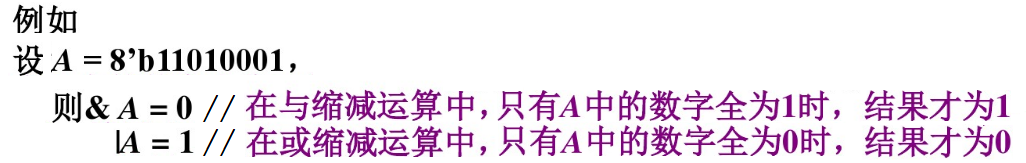 例如
设 A = 8’b11010001，
则& A = 0 // 在与缩减运算中，只有A中的数字全为1时，结果才为1
|A = 1 // 在或缩减运算中，只有A中的数字全为0时，结果才为0